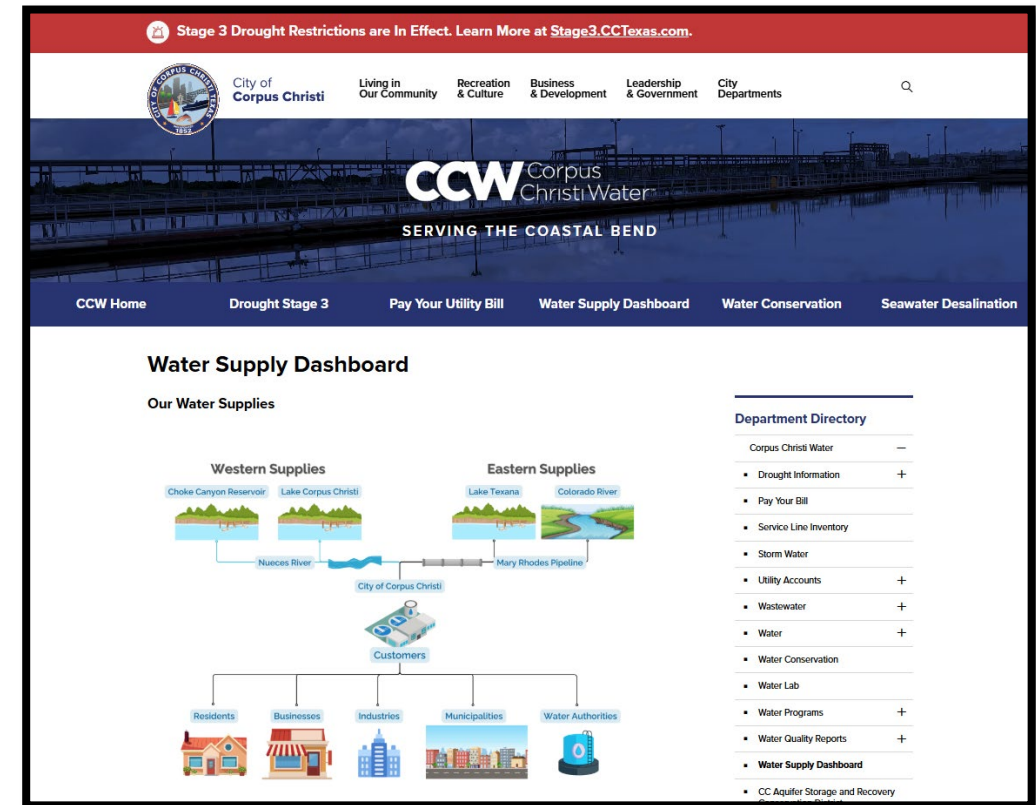 Stage 3 Drought Restrictions are In Effect. Learn More at Stage3.CCTexas.com.
CITY OF CORPUS CHRISTI TEXAS
1852
City of
Corpus Christi
Living in
Our Community
Recreation
& Culture
Business
& Development
Leadership
& Government
City
Departments
CCW Corpus
Christi Water
SERVING THE COASTAL BEND
CCW Home
Drought Stage 3
Pay Your Utility Bill
Water Supply Dashboard
Water Conservation
Seawater Desalination
Water Supply Dashboard
Our Water Supplies
Western Supplies
Eastern Supplies
Choke Canyon Reservoir
Lake Corpus Christi
Lake Texana
Colorado River
Nueces River
Mary Rhodes Pipeline
City of Corpus Christi
Customers
Residents
Businesses
Industries
Municipalities
Water Authorities
Department Directory
Corpus Christi Water
Drought Information
Pay Your Bill
Service Line Inventory
Storm Water
Utility Accounts
Wastewater
Water
Water Conservation
Water Lab
Water Programs
Water Quality Reports
Water Supply Dashboard
CC Aquifer Storage and Recovery